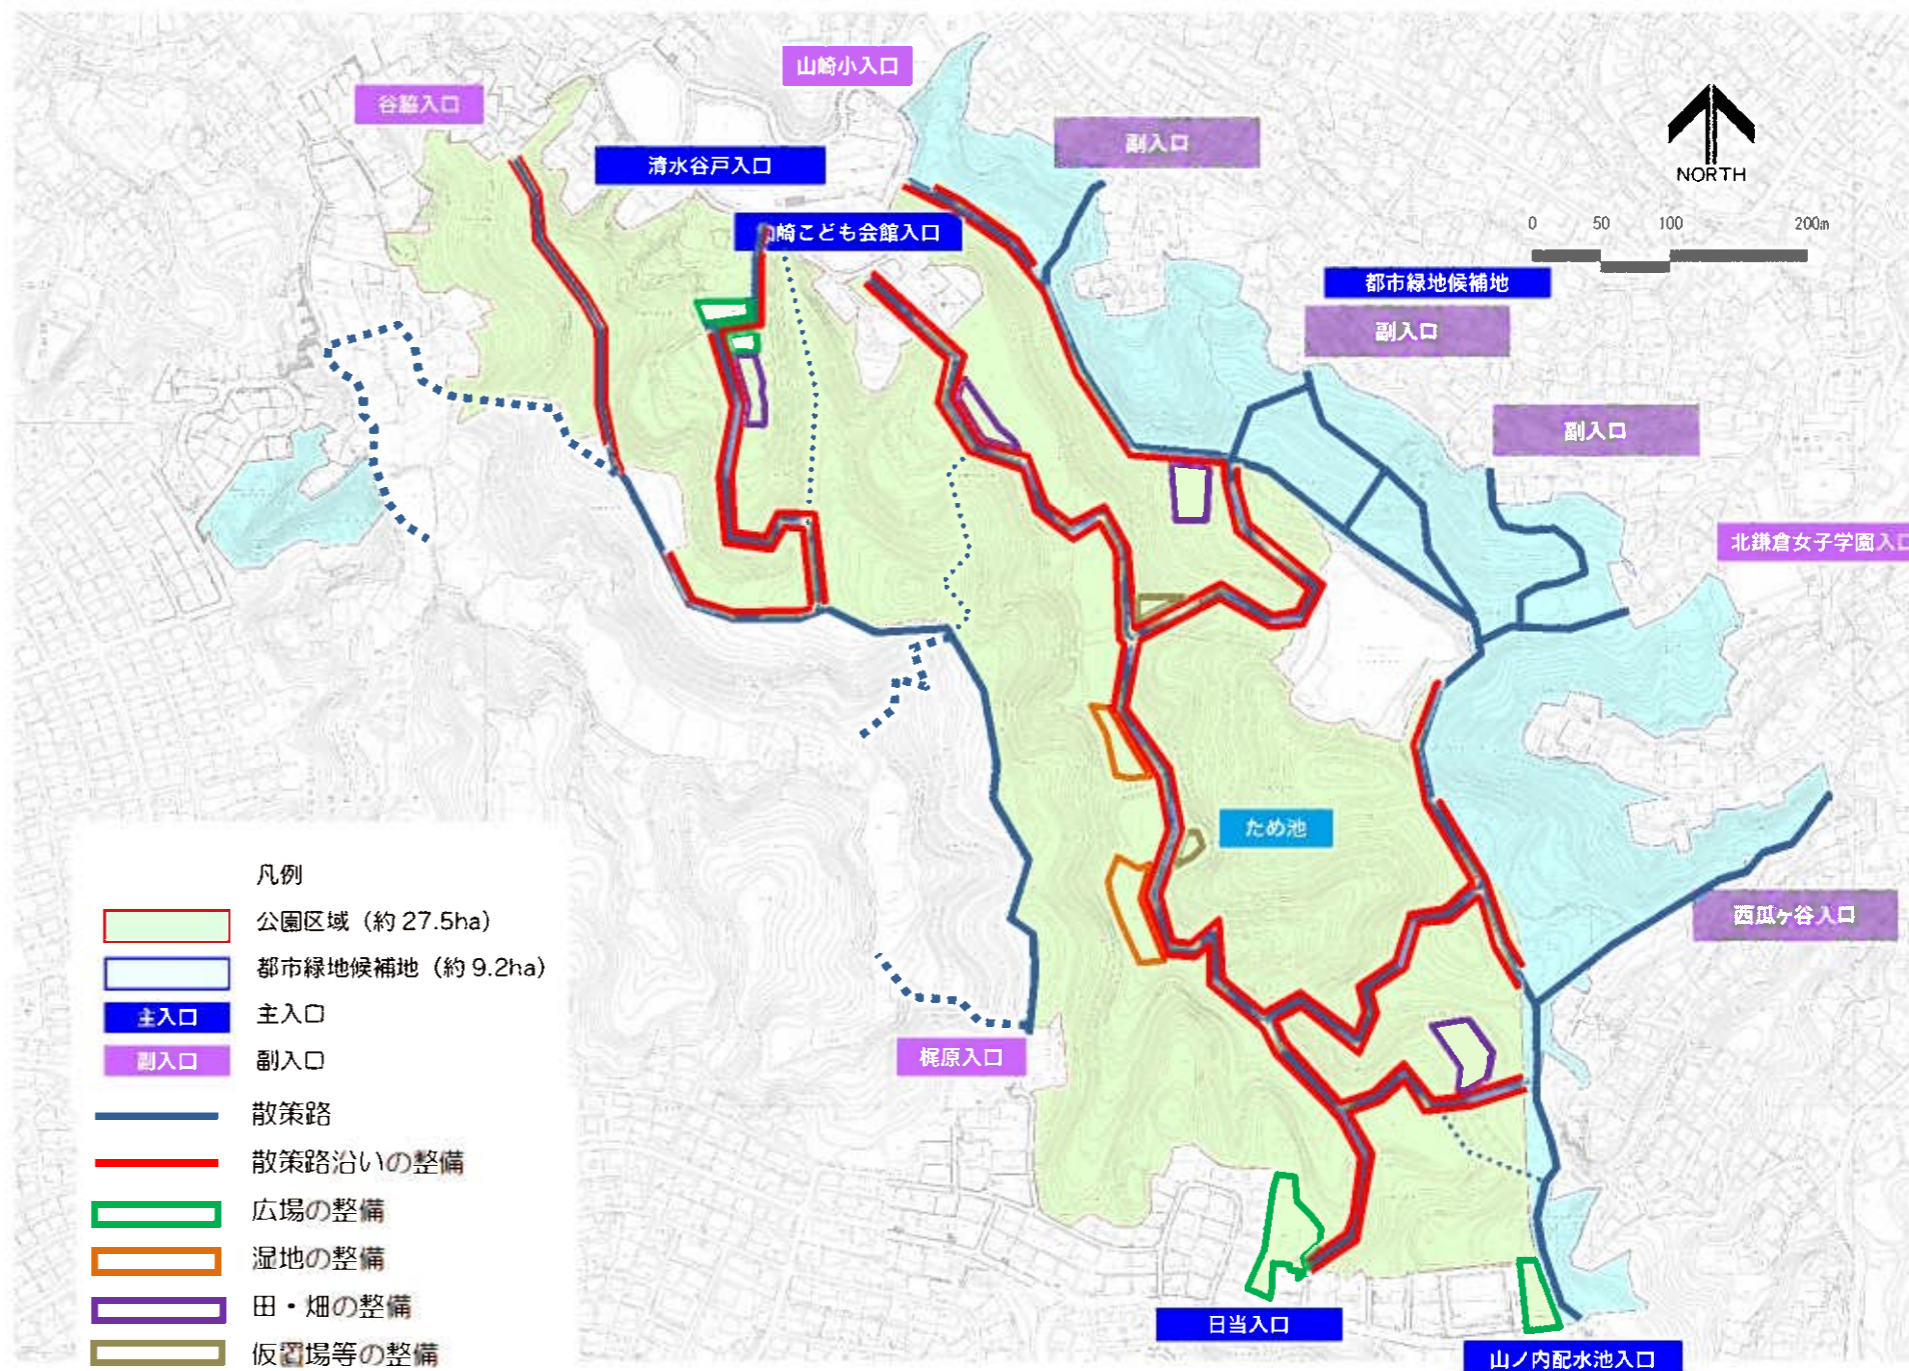 山崎小入口
谷脇入口
副入口
清水谷戸入口
NORTH
崎こども会館入口
0 50 100 200m
都市緑地候補地
副入口
副入口
北鎌倉女子学園入口
ため池
西瓜ヶ谷入口
梶原入口
日当入口
山ノ内配水池入口
凡例
公園区域（約 27.5ha）
都市緑地候補地（約 9.2ha）
主入口 主入口
副入口 副入口
散策路
散策路沿いの整備
広場の整備
湿地の整備
田・畑の整備
仮置場等の整備